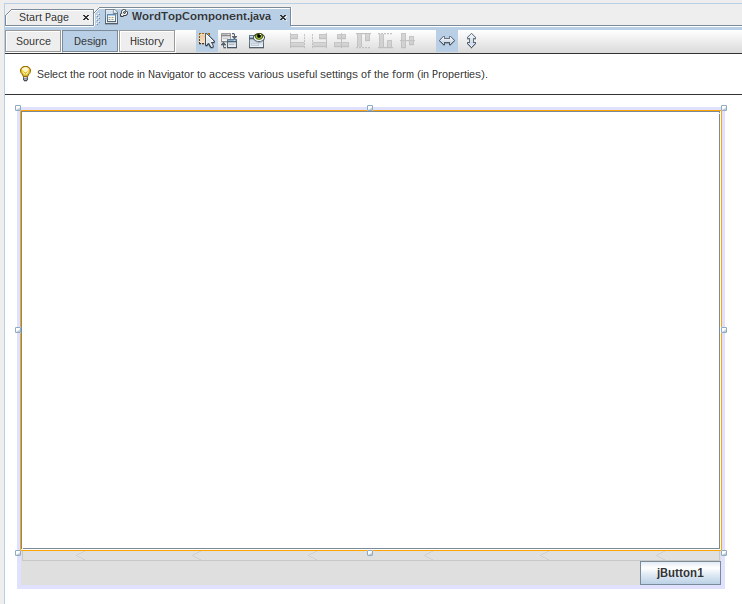 Start Page
WordTopComponent.java
Source Design History
Select the root node in Navigator to access various useful settings of the form (in Properties).
jButton1